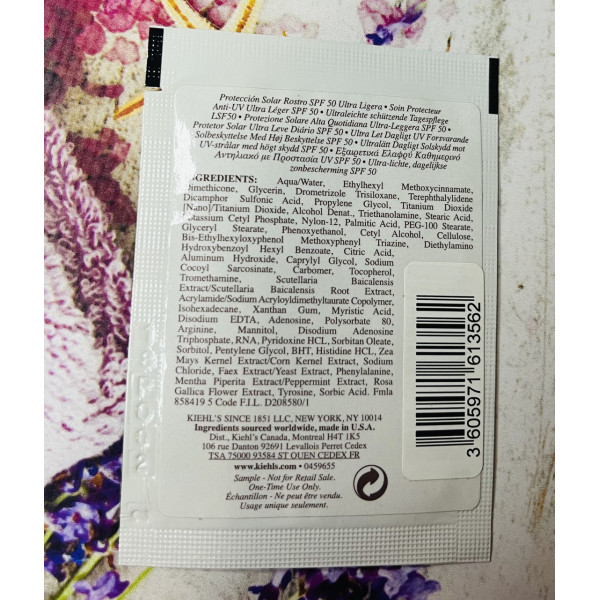 Protección Solar Rostro SPF 50 Ultra Ligera • Soin Protecteur
Anti-UV Ultra Léger SPF 50 • Ultraleichte schützende Tagespflege
LSF50 • Protezione Solare Alta Quotidiana Ultra-Leggera SPF 50 •
Protetor Solar Ultra Leve Diário SPF 50 • Ultra Let Dagligt UV Forsvarande
Solbeskyttelse Med Høj Beskyttelse SPF 50 • Ultralätt Dagligt Solskydd mot
UV-strålar med högt skydd SPF 50 • Εξαιρετικά Ελαφρύ Καθημερινό
Αντηλιακό με Προστασία UV SPF 50 • Ultra-lichte, dagelijkse
zonbescherming SPF 50
INGREDIENTS: Aqua/Water, Ethylhexyl Methoxycinnamate,
Dimethicone, Glycerin, Drometrizole Trisiloxane, Terephthalylidene
Dicamphor Sulfonic Acid, Propylene Glycol, Titanium Dioxide
[Nano]/Titanium Dioxide, Alcohol Denat., Triethanolamine, Stearic Acid,
Potassium Cetyl Phosphate, Nylon-12, Palmitic Acid, PEG-100 Stearate,
Glyceryl Stearate, Phenoxyethanol, Cetyl Alcohol, Cellulose,
Bis-Ethylhexyloxyphenol Methoxyphenyl Triazine, Diethylamino
Hydroxybenzoyl Hexyl Benzoate, Citric Acid,
Aluminum Hydroxide, Caprylyl Glycol, Sodium
Cocoyl Sarcosinate, Carbomer, Tocopherol,
Tromethamine, Scutellaria Baicalensis
Extract/Scutellaria Baicalensis Root Extract,
Acrylamide/Sodium Acryloyldimethyltaurate Copolymer,
Isohexadecane, Xanthan Gum, Myristic Acid,
Disodium EDTA, Adenosine, Polysorbate 80,
Arginine, Mannitol, Disodium Adenosine
Triphosphate, RNA, Pyridoxine HCL, Sorbitan Oleate,
Sorbitol, Pentylene Glycol, BHT, Histidine HCL, Zea
Mays Kernel Extract/Corn Kernel Extract, Sodium
Chloride, Faex Extract/Yeast Extract, Phenylalanine,
Mentha Piperita Extract/Peppermint Extract, Rosa
Gallica Flower Extract, Tyrosine, Sorbic Acid. Fmla
858419 5 Code F.I.L. D208580/1
KIEHL'S SINCE 1851 LLC, NEW YORK, NY 10014
Ingredients sourced worldwide, made in U.S.A.
Dist., Kiehl's Canada, Montreal H4T 1K5
106 rue Danton 92691 Levallois Perret Cedex
TSA 75000 93584 ST OUEN CEDEX FR
www.kiehls.com • 0459655
Sample - Not for Retail Sale.
One-Time Use Only.
Échantillon - Ne peut être vendu.
Usage unique seulement.
3 605971 613562